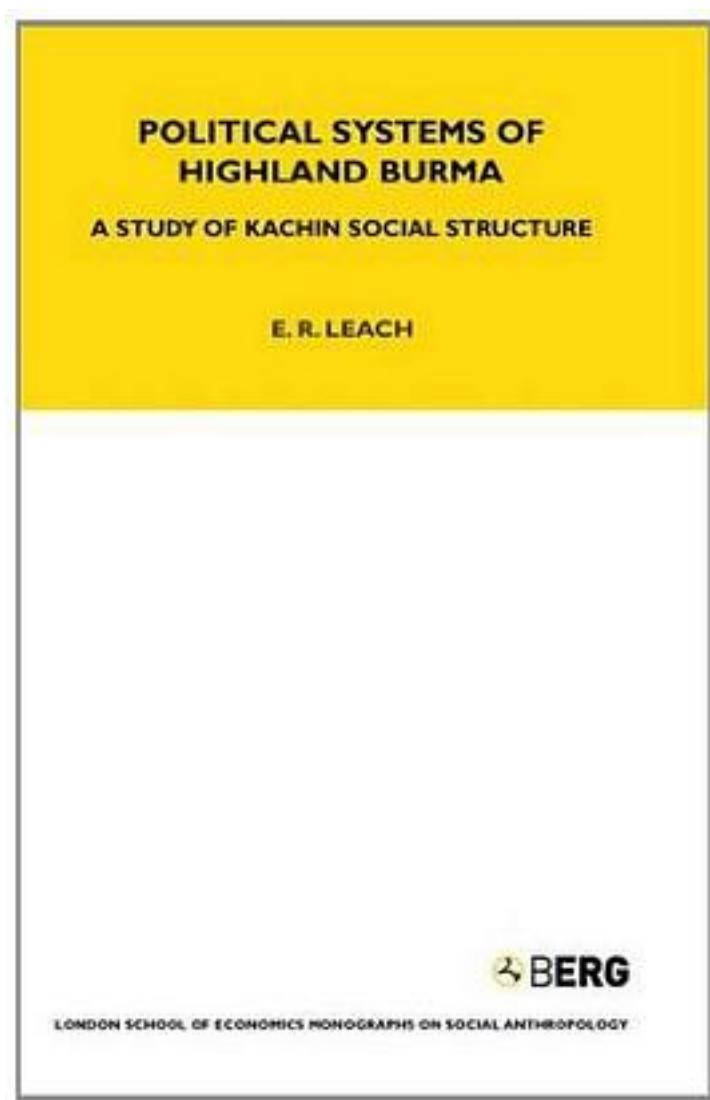 POLITICAL SYSTEMS OF
HIGHLAND BURMA
A STUDY OF KACHIN SOCIAL STRUCTURE
E. R. LEACH
BERG
LONDON SCHOOL OF ECONOMICS MONOGRAPHS ON SOCIAL ANTHROPOLOGY